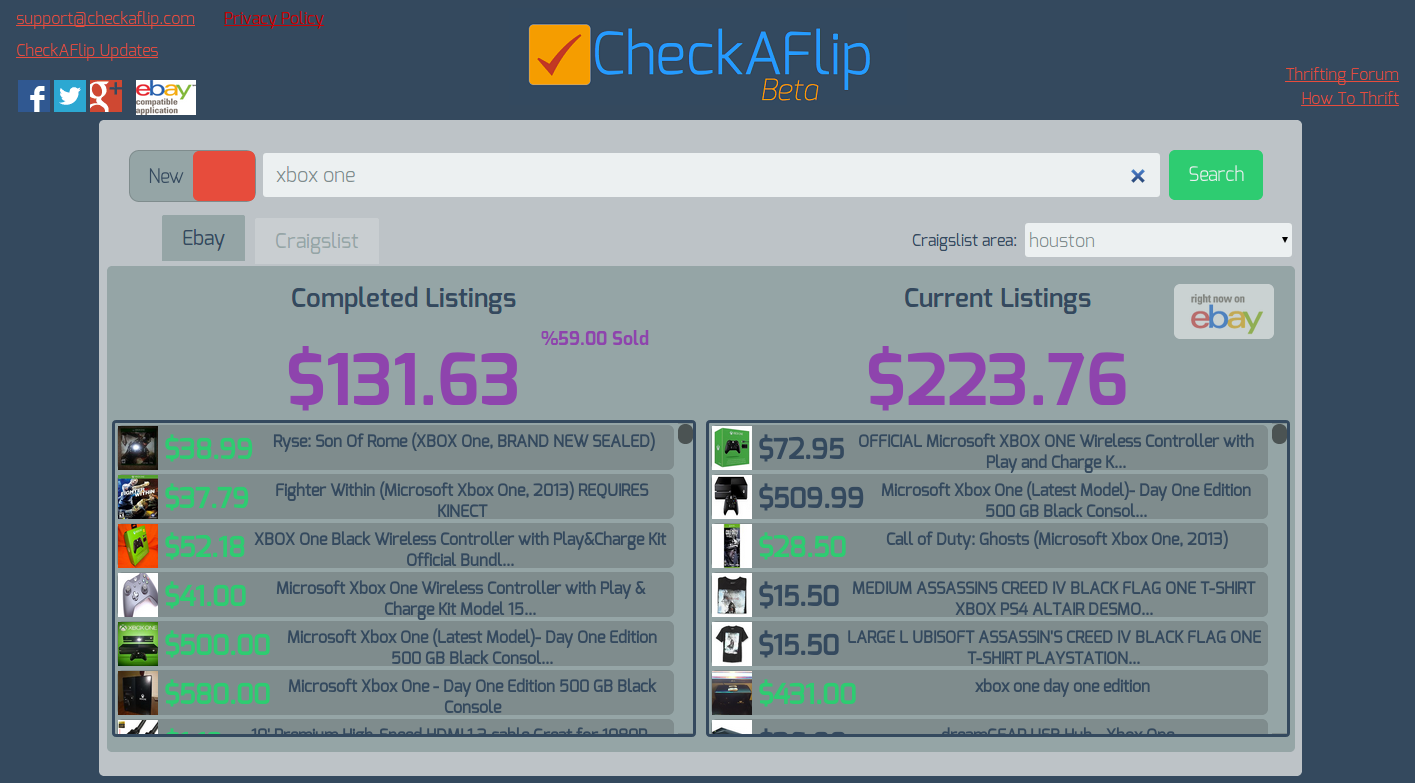 support@checkaflip.com
Privacy Policy
CheckAFlip Updates
ebay
compatible
application
CheckAFlip
Beta
Thrifting Forum
How To Thrift
New
xbox one
Search
Ebay
Craigslist
Craigslist area:
houston
Completed Listings
%59.00 Sold
$131.63
$38.99
Ryse: Son Of Rome (XBOX One, BRAND NEW SEALED)
$37.79
Fighter Within (Microsoft Xbox One, 2013) REQUIRES
KINECT
$52.18
XBOX One Black Wireless Controller with Play&Charge Kit
Official Bundl...
$41.00
Microsoft Xbox One Wireless Controller with Play &
Charge Kit Model 15...
$500.00
Microsoft Xbox One (Latest Model)- Day One Edition
500 GB Black Consol...
$580.00
Microsoft Xbox One - Day One Edition 500 GB Black
Console
10' Premium High-Speed HDMI 1.3 cable Great for 1080P
Current Listings
right now on
ebay
$223.76
$72.95
OFFICIAL Microsoft XBOX ONE Wireless Controller with
Play and Charge K...
$509.99
Microsoft Xbox One (Latest Model)- Day One Edition
500 GB Black Consol...
$28.50
Call of Duty: Ghosts (Microsoft Xbox One, 2013)
$15.50
MEDIUM ASSASSINS CREED IV BLACK FLAG ONE T-SHIRT
XBOX PS4 ALTAIR DESMO...
$15.50
LARGE L UBISOFT ASSASSIN'S CREED IV BLACK FLAG ONE
T-SHIRT PLAYSTATION...
$431.00
xbox one day one edition
dreamGEAR USB Hub - Xbox One